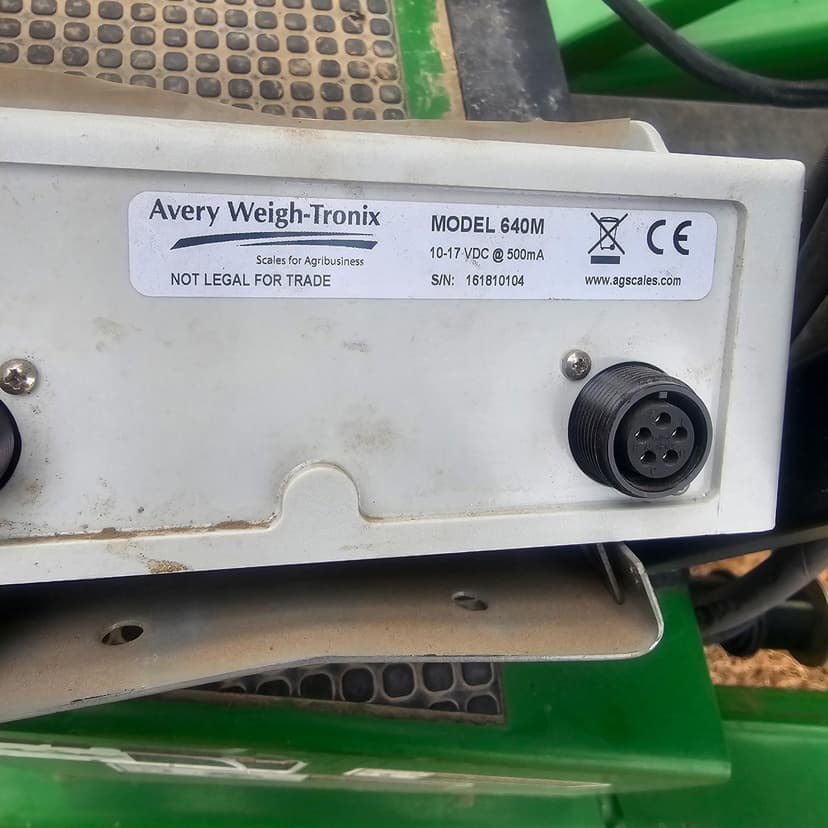 Avery Weigh-Tronix
Scales for Agribusiness
NOT LEGAL FOR TRADE
MODEL 640M
10-17 VDC @ 500mA
S/N: 161810104
CE
www.agscales.com